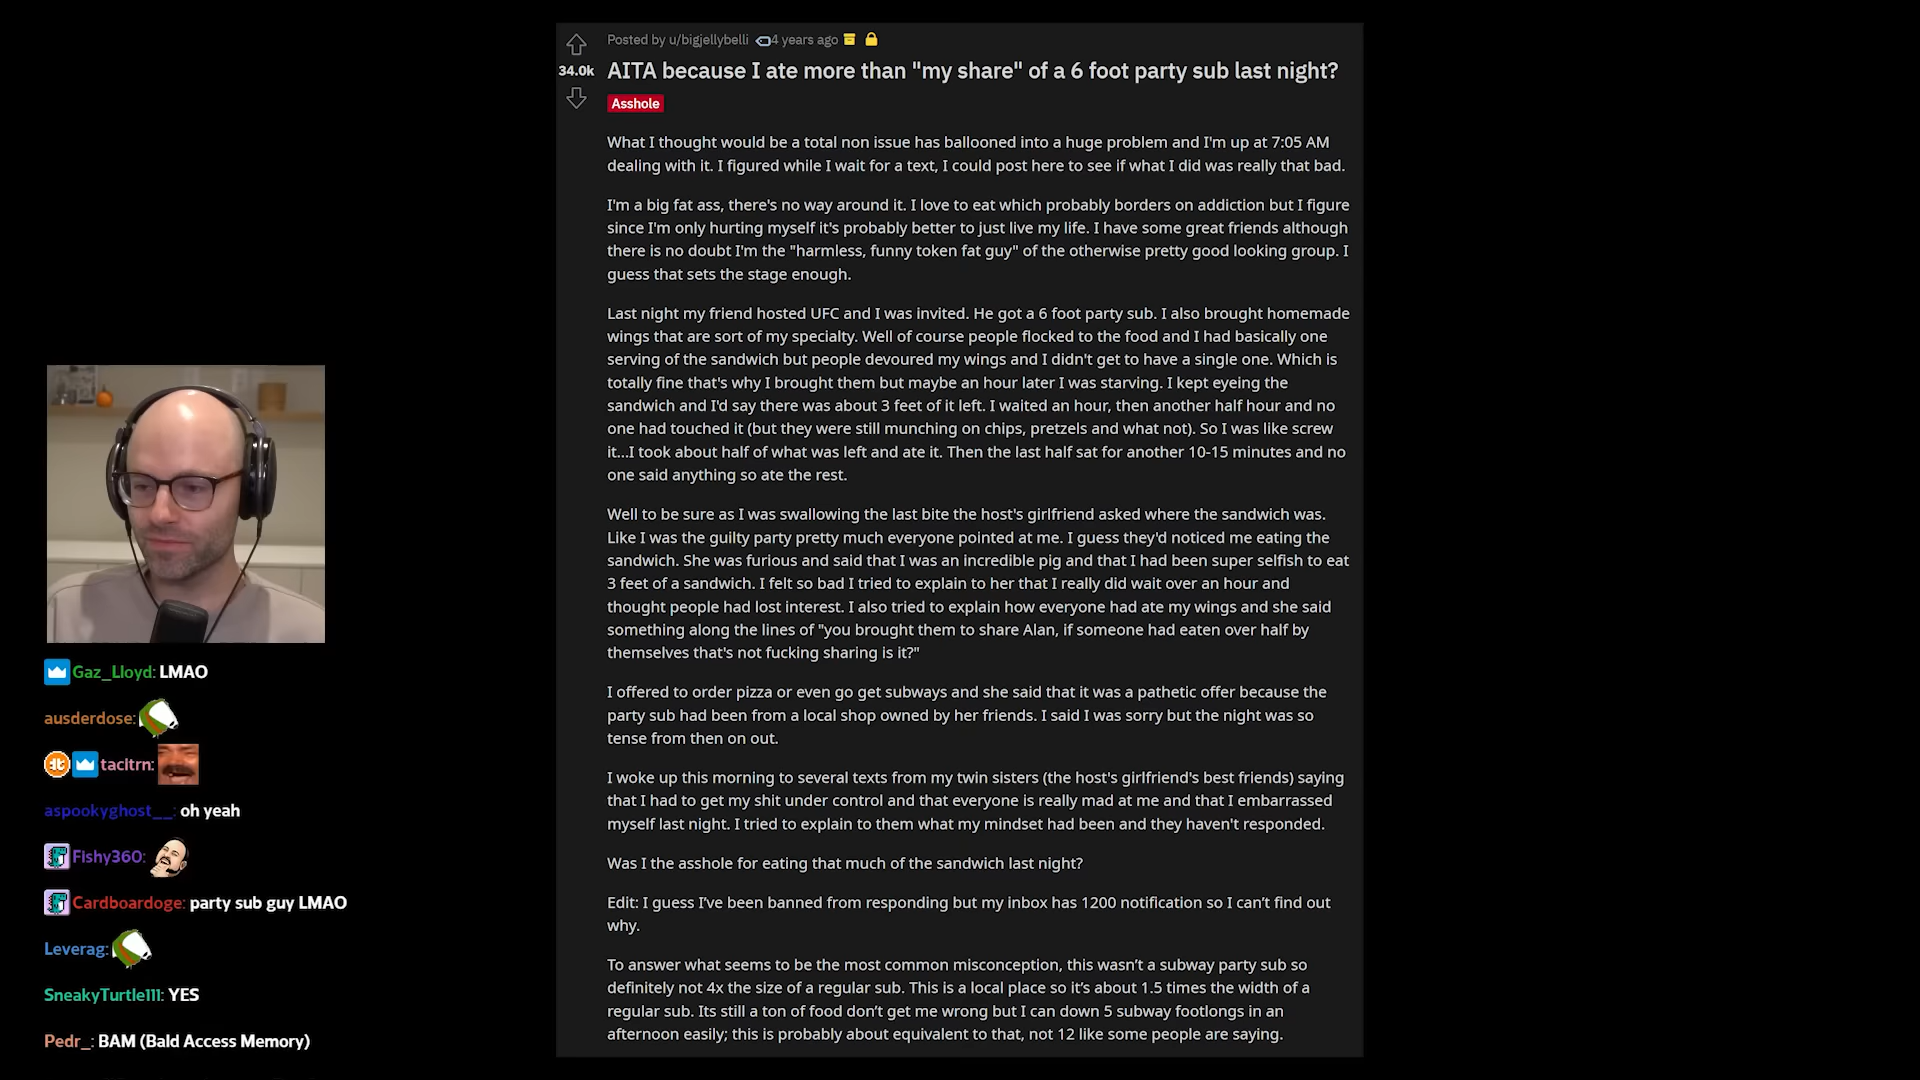 Posted by u/bigjellybelli 4 years ago
34.0k
AITA because I ate more than "my share" of a 6 foot party sub last night?
Asshole
What I thought would be a total non issue has ballooned into a huge problem and I'm up at 7:05 AM
dealing with it. I figured while I wait for a text, I could post here to see if what I did was really that bad.
I'm a big fat ass, there's no way around it. I love to eat which probably borders on addiction but I figure
since I'm only hurting myself it's probably better to just live my life. I have some great friends although
there is no doubt I'm the "harmless, funny token fat guy" of the otherwise pretty good looking group. I
guess that sets the stage enough.
Last night my friend hosted UFC and I was invited. He got a 6 foot party sub. I also brought homemade
wings that are sort of my specialty. Well of course people flocked to the food and I had basically one
serving of the sandwich but people devoured my wings and I didn't get to have a single one. Which is
totally fine that's why I brought them but maybe an hour later I was starving. I kept eyeing the
sandwich and I'd say there was about 3 feet of it left. I waited an hour, then another half hour and no
one had touched it (but they were still munching on chips, pretzels and what not). So I was like screw
it...I took about half of what was left and ate it. Then the last half sat for another 10-15 minutes and no
one said anything so ate the rest.
Well to be sure as I was swallowing the last bite the host's girlfriend asked where the sandwich was.
Like I was the guilty party pretty much everyone pointed at me. I guess they'd noticed me eating the
sandwich. She was furious and said that I was an incredible pig and that I had been super selfish to eat
3 feet of a sandwich. I felt so bad I tried to explain to her that I really did wait over an hour and
thought people had lost interest. I also tried to explain how everyone had ate my wings and she said
something along the lines of "you brought them to share Alan, if someone had eaten over half by
themselves that's not fucking sharing is it?"
I offered to order pizza or even go get subways and she said that it was a pathetic offer because the
party sub had been from a local shop owned by her friends. I said I was sorry but the night was so
tense from then on out.
I woke up this morning to several texts from my twin sisters (the host's girlfriend's best friends) saying
that I had to get my shit under control and that everyone is really mad at me and that I embarrassed
myself last night. I tried to explain to them what my mindset had been and they haven't responded.
Was I the asshole for eating that much of the sandwich last night?
Edit: I guess I've been banned from responding but my inbox has 1200 notification so I can't find out
why.
To answer what seems to be the most common misconception, this wasn't a subway party sub so
definitely not 4x the size of a regular sub. This is a local place so it's about 1.5 times the width of a
regular sub. Its still a ton of food don't get me wrong but I can down 5 subway footlongs in an
afternoon easily; this is probably about equivalent to that, not 12 like some people are saying.
Gaz_Lloyd: LMAO
ausderdose:
tacitrn:
aspookyghost__: oh yeah
Fishy360:
Cardboardoge: party sub guy LMAO
Leverag:
SneakyTurtle111: YES
Pedr_: BAM (Bald Access Memory)